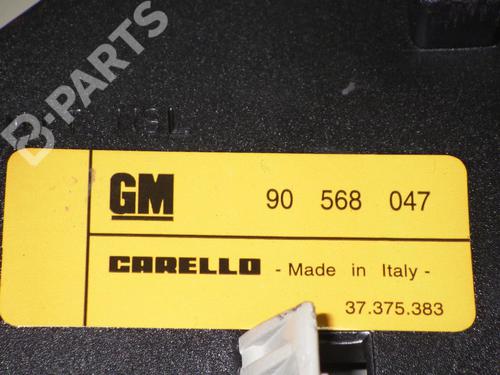 B-PARTS
GM 90 568 047
CARELLO - Made in Italy -
37.375.383